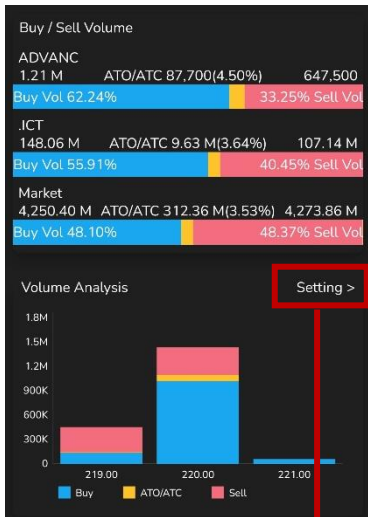 Buy / Sell Volume
ADVANC
1.21 M ATO/ATC 87,700(4.50%) 647,500
Buy Vol 62.24% 33.25% Sell Vol
.ICT
148.06 M ATO/ATC 9.63 M(3.64%) 107.14 M
Buy Vol 55.91% 40.45% Sell Vol
Market
4,250.40 M ATO/ATC 312.36 M(3.53%) 4,273.86 M
Buy Vol 48.10% 48.37% Sell Vol
Volume Analysis Setting >
1.8M
1.5M
1.2M
900K
600K
300K
0
219.00 220.00 221.00
Buy ATO/ATC Sell